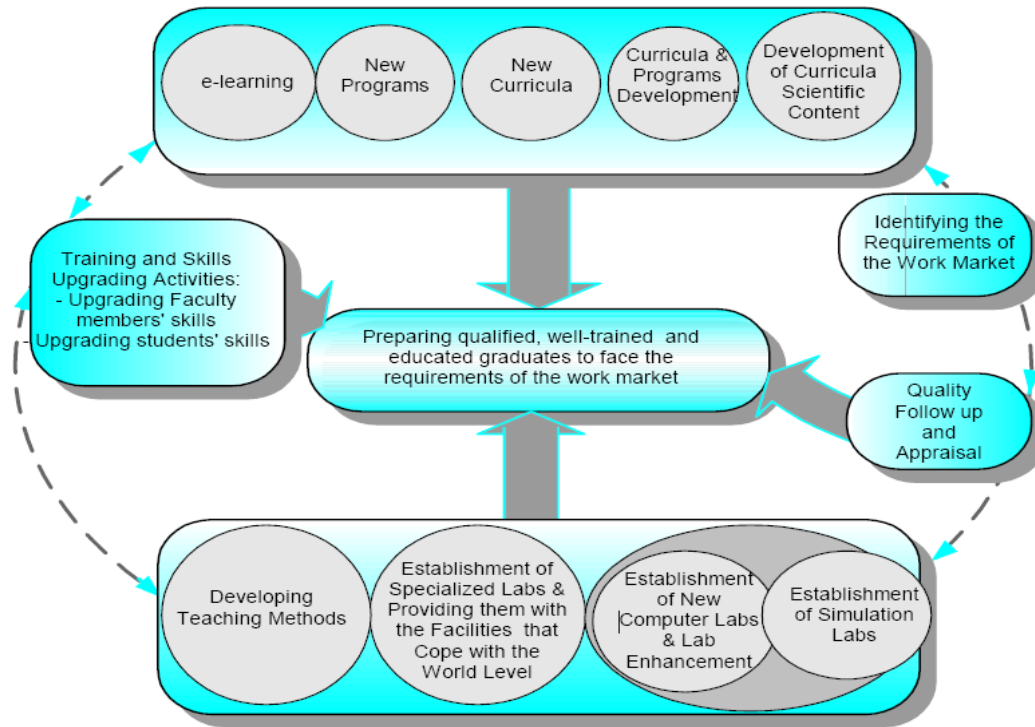 e-learning
New
Programs
New
Curricula
Curricula &
Programs
Development
Development
of Curricula
Scientific
Content
Identifying the
Requirements of
the Work Market
Training and Skills
Upgrading Activities:
- Upgrading Faculty
members' skills
- Upgrading students' skills
Preparing qualified, well-trained and
educated graduates to face the
requirements of the work market
Quality
Follow up
and
Appraisal
Developing
Teaching Methods
Establishment of
Specialized Labs &
Providing them with
the Facilities that
Cope with the
World Level
Establishment
of New
Computer Labs
& Lab
Enhancement
Establishment
of Simulation
Labs